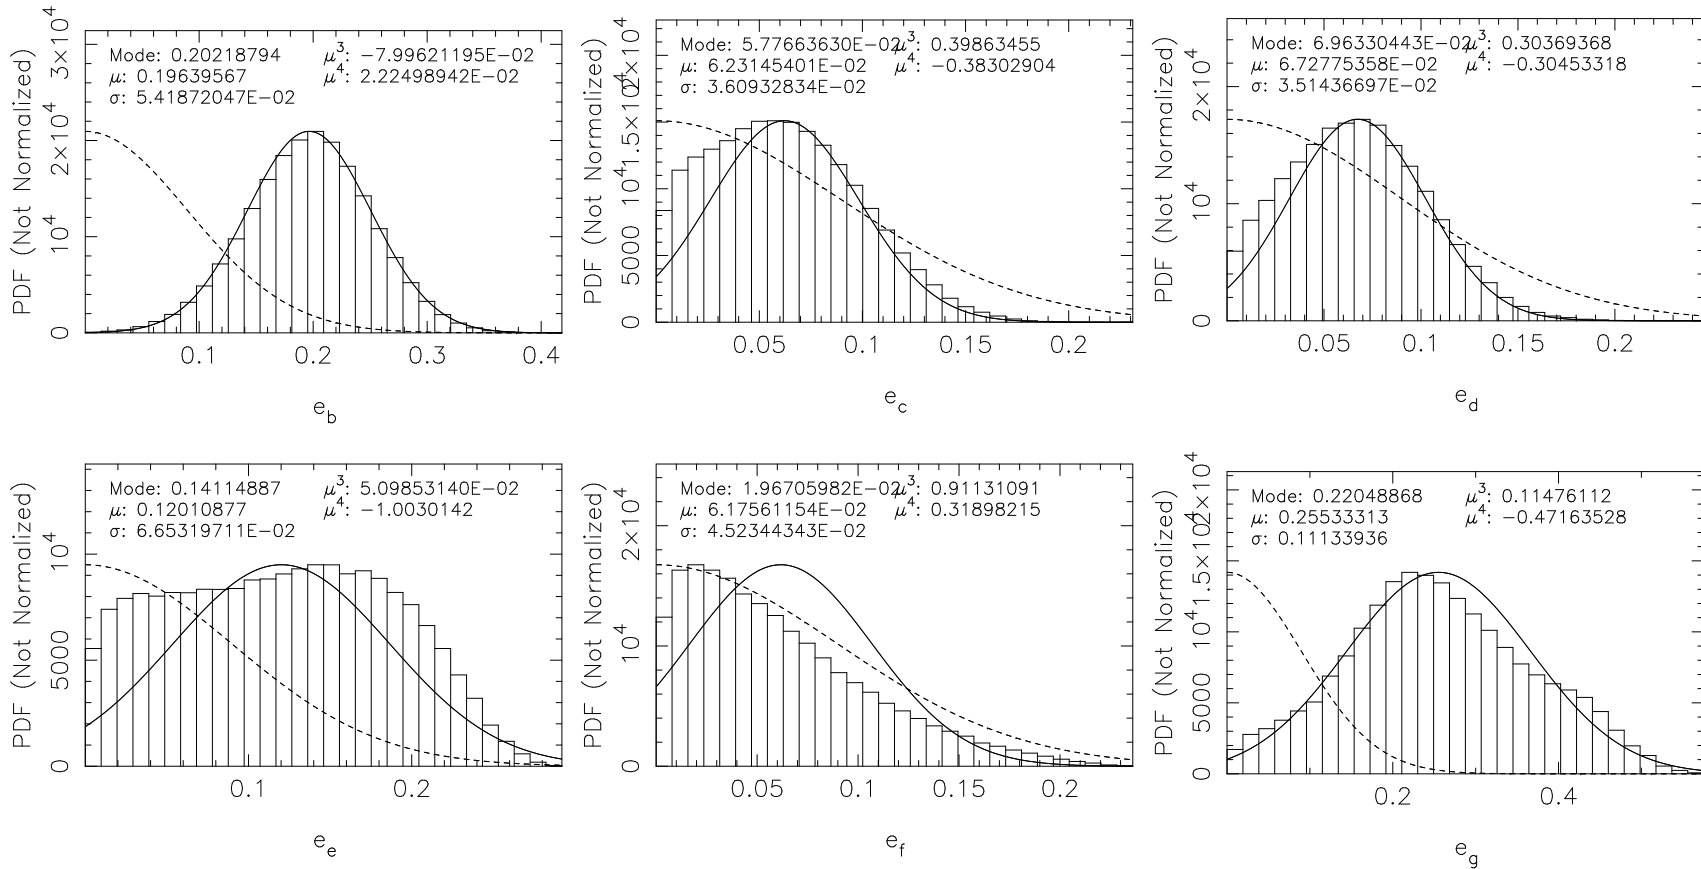 PDF (Not Normalized)
3×10⁴
2×10⁴
10⁴
0
Mode: 0.20218794 μ³: −7.99621195E−02
μ: 0.19639567 μ⁴: 2.22498942E−02
σ: 5.41872047E−02
0.1 0.2 0.3 0.4
e_b
PDF (Not Normalized)
2×10⁴
1.5×10⁴
10⁴
5000
0
Mode: 5.77663630E−02 μ³: 0.39863455
μ: 6.23145401E−02 μ⁴: −0.38302904
σ: 3.60932834E−02
0.05 0.1 0.15 0.2
e_c
PDF (Not Normalized)
2×10⁴
10⁴
0
Mode: 6.96330443E−02 μ³: 0.30369368
μ: 6.72775358E−02 μ⁴: −0.30453318
σ: 3.51436697E−02
0.05 0.1 0.15 0.2
e_d
PDF (Not Normalized)
10⁴
5000
0
Mode: 0.14114887 μ³: 5.09853140E−02
μ: 0.12010877 μ⁴: −1.0030142
σ: 6.65319711E−02
0.1 0.2
e_e
PDF (Not Normalized)
2×10⁴
10⁴
0
Mode: 1.96705982E−02 μ³: 0.91131091
μ: 6.17561154E−02 μ⁴: 0.31898215
σ: 4.52344343E−02
0.05 0.1 0.15 0.2
e_f
PDF (Not Normalized)
2×10⁴
1.5×10⁴
10⁴
5000
0
Mode: 0.22048868 μ³: 0.11476112
μ: 0.25533313 μ⁴: −0.47163528
σ: 0.11133936
0.2 0.4
e_g